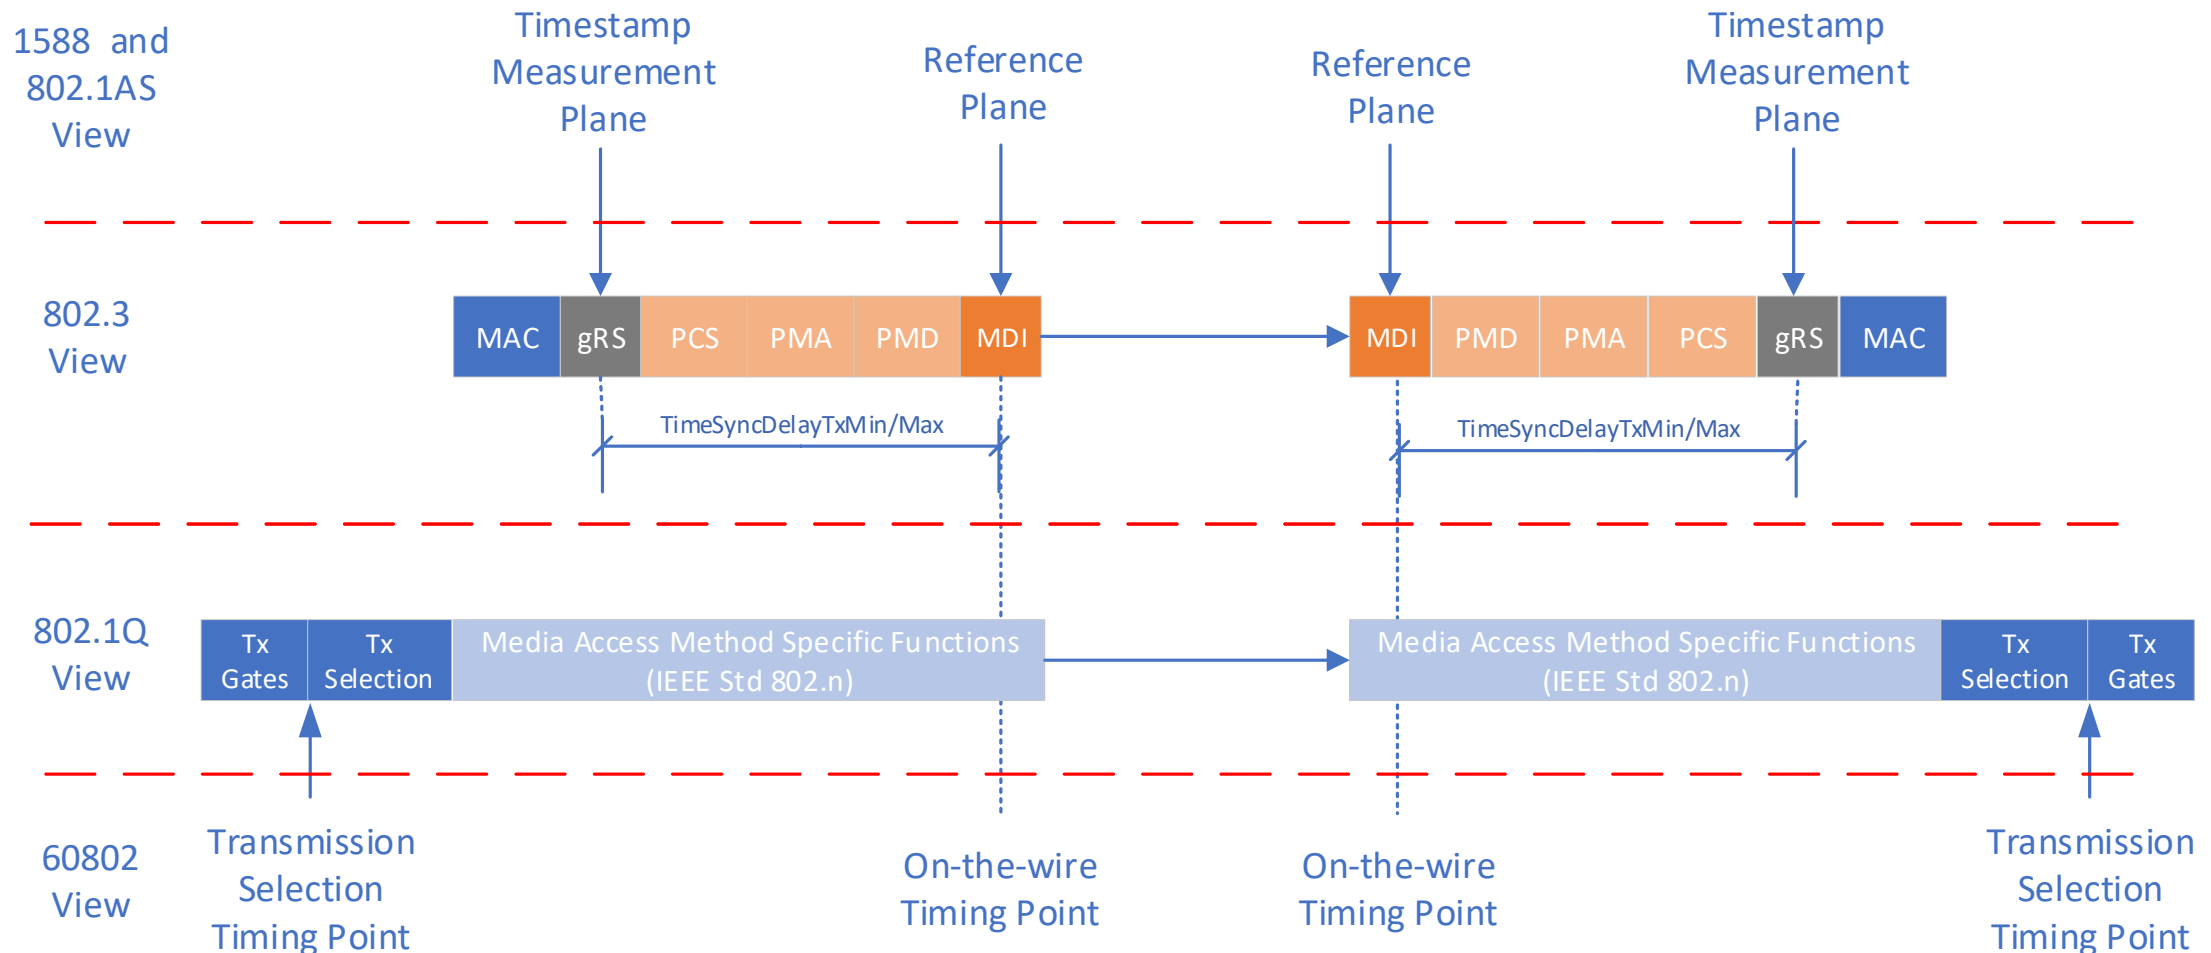 1588 and
802.1AS
View
Timestamp
Measurement
Plane
Reference
Plane
Reference
Plane
Timestamp
Measurement
Plane
802.3
View
MAC
gRS
PCS
PMA
PMD
MDI
MDI
PMD
PMA
PCS
gRS
MAC
TimeSyncDelayTxMin/Max
TimeSyncDelayTxMin/Max
802.1Q
View
Tx
Gates
Tx
Selection
Media Access Method Specific Functions
(IEEE Std 802.n)
Media Access Method Specific Functions
(IEEE Std 802.n)
Tx
Selection
Tx
Gates
60802
View
Transmission
Selection
Timing Point
On-the-wire
Timing Point
On-the-wire
Timing Point
Transmission
Selection
Timing Point